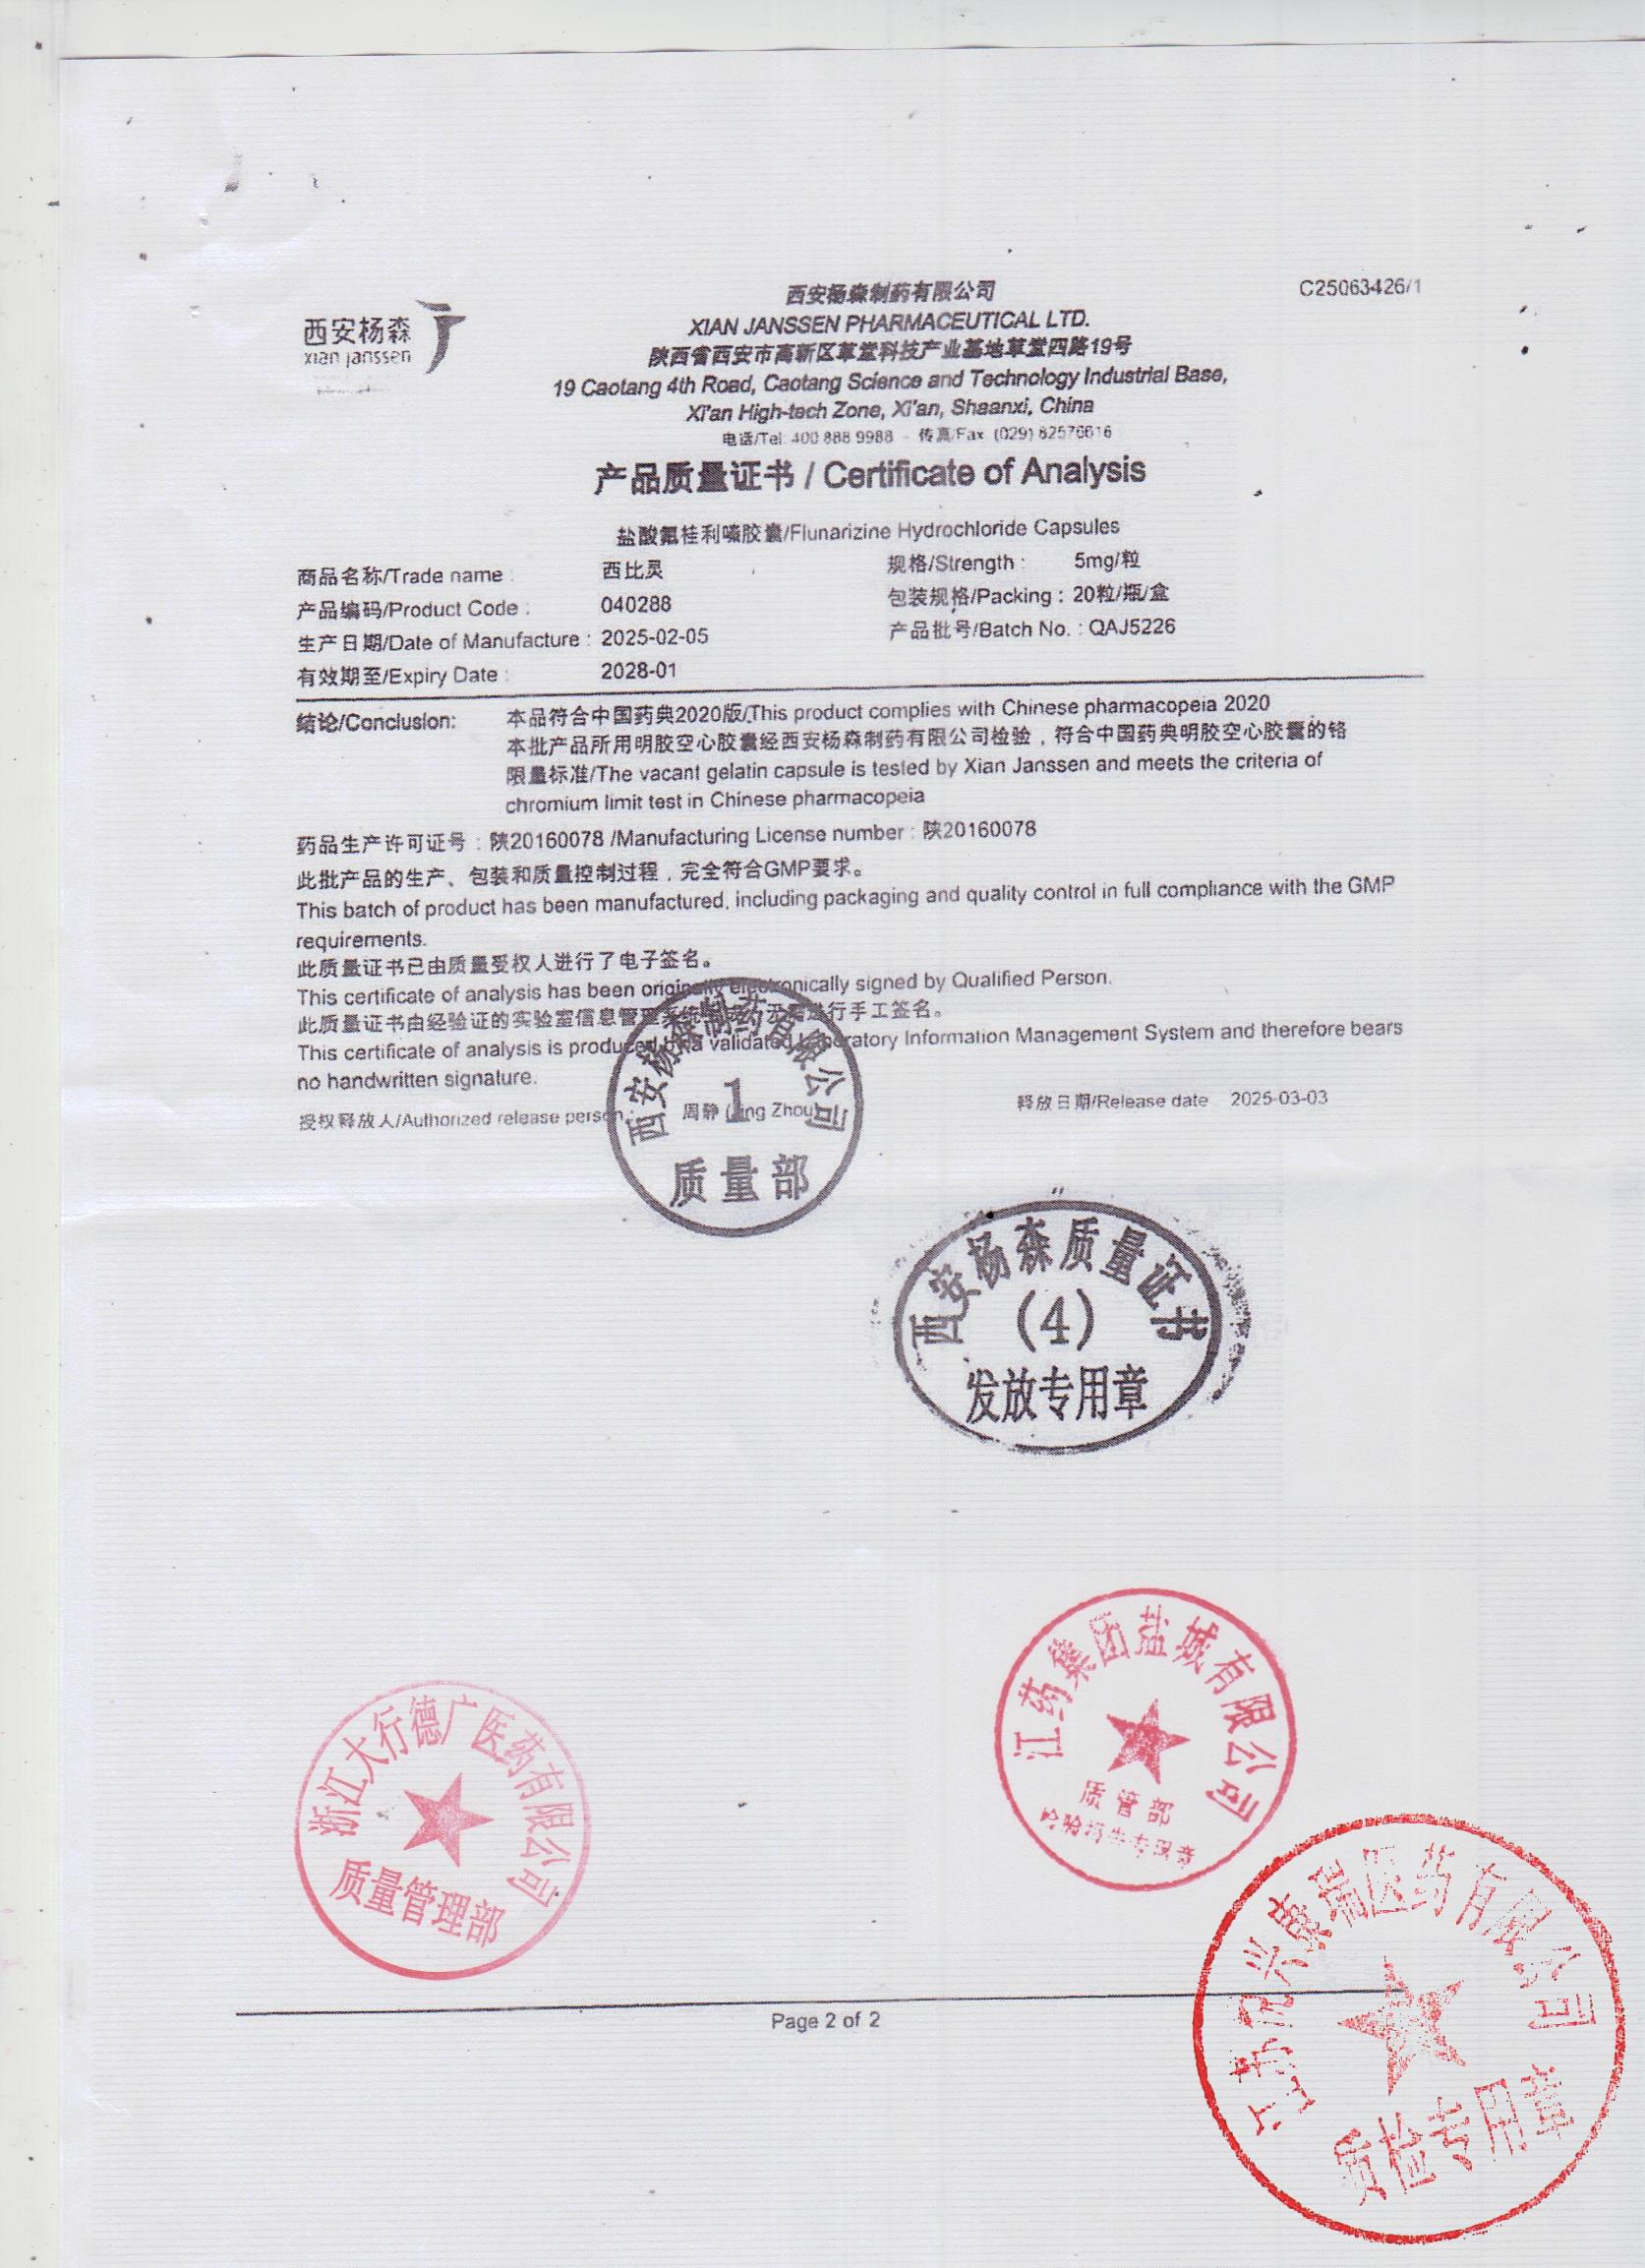 西安杨森
xian janssen
C25063426/1
西安杨森制药有限公司
XIAN JANSSEN PHARMACEUTICAL LTD.
陕西省西安市高新区草堂科技产业基地草堂四路19号
19 Caotang 4th Road, Caotang Science and Technology Industrial Base,
Xi'an High-tech Zone, Xi'an, Shaanxi, China
电话/Tel: 400 888 9988 - 传真/Fax (029) 82576616
产品质量证书 / Certificate of Analysis
盐酸氟桂利嗪胶囊/Flunarizine Hydrochloride Capsules
商品名称/Trade name : 西比灵 规格/Strength : 5mg/粒
产品编码/Product Code : 040288 包装规格/Packing : 20粒/瓶/盒
生产日期/Date of Manufacture : 2025-02-05 产品批号/Batch No. : QAJ5226
有效期至/Expiry Date : 2028-01
结论/Conclusion: 本品符合中国药典2020版/This product complies with Chinese pharmacopeia 2020
本批产品所用明胶空心胶囊经西安杨森制药有限公司检验，符合中国药典明胶空心胶囊的铬
限量标准/The vacant gelatin capsule is tested by Xian Janssen and meets the criteria of
chromium limit test in Chinese pharmacopeia
药品生产许可证号 : 陕20160078 /Manufacturing License number : 陕20160078
此批产品的生产、包装和质量控制过程，完全符合GMP要求。
This batch of product has been manufactured, including packaging and quality control in full compliance with the GMP
requirements.
此质量证书已由质量受权人进行了电子签名。
This certificate of analysis has been originally electronically signed by Qualified Person.
此质量证书由经验证的实验室信息管理系统 进行手工签名。
This certificate of analysis is produced by a validated Laboratory Information Management System and therefore bears
no handwritten signature.
授权释放人/Authorized release person : 周静 (Jing Zhou) 释放日期/Release date 2025-03-03
西安杨森制药有限公司
1
质量部
西安杨森质量证书
(4)
发放专用章
江药集团盐城有限公司
质管部
检验报告专用章
浙江大行德广医药有限公司
质量管理部
江苏 医药有限公司
质检专用章
Page 2 of 2